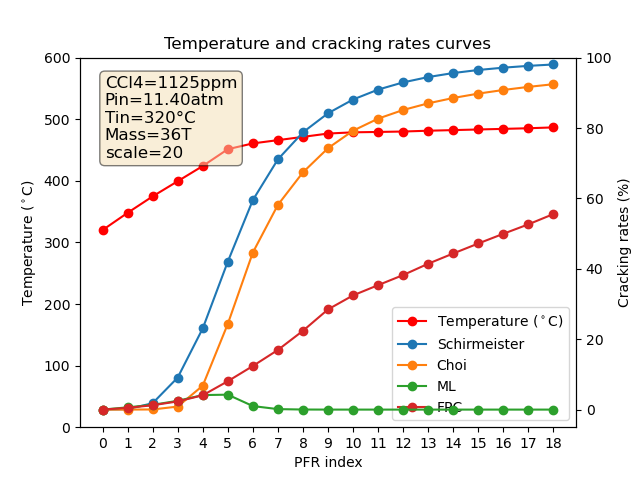 Temperature and cracking rates curves
CCl4=1125ppm
Pin=11.40atm
Tin=320°C
Mass=36T
scale=20
Temperature (°C)
600
500
400
300
200
100
0
Cracking rates (%)
100
80
60
40
20
0
Temperature (°C)
Schirmeister
Choi
ML
FPC
0 1 2 3 4 5 6 7 8 9 10 11 12 13 14 15 16 17 18
PFR index